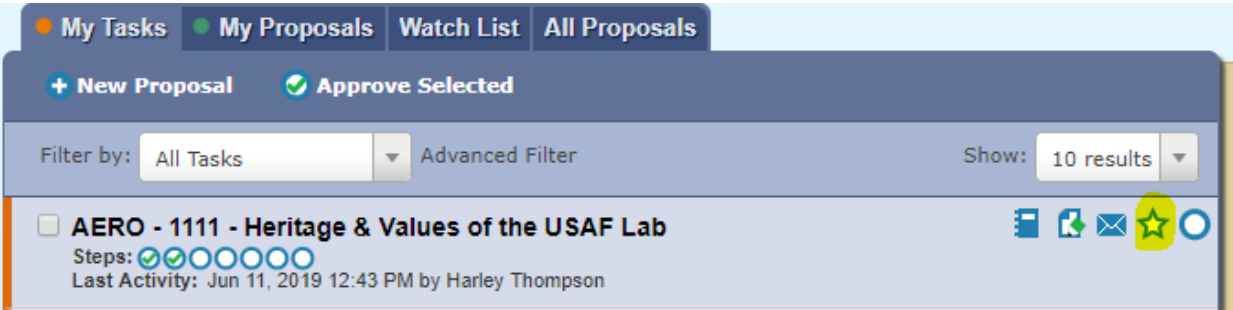 My Tasks My Proposals Watch List All Proposals
New Proposal Approve Selected
Filter by: All Tasks Advanced Filter Show: 10 results
AERO - 1111 - Heritage & Values of the USAF Lab
Steps:
Last Activity: Jun 11, 2019 12:43 PM by Harley Thompson